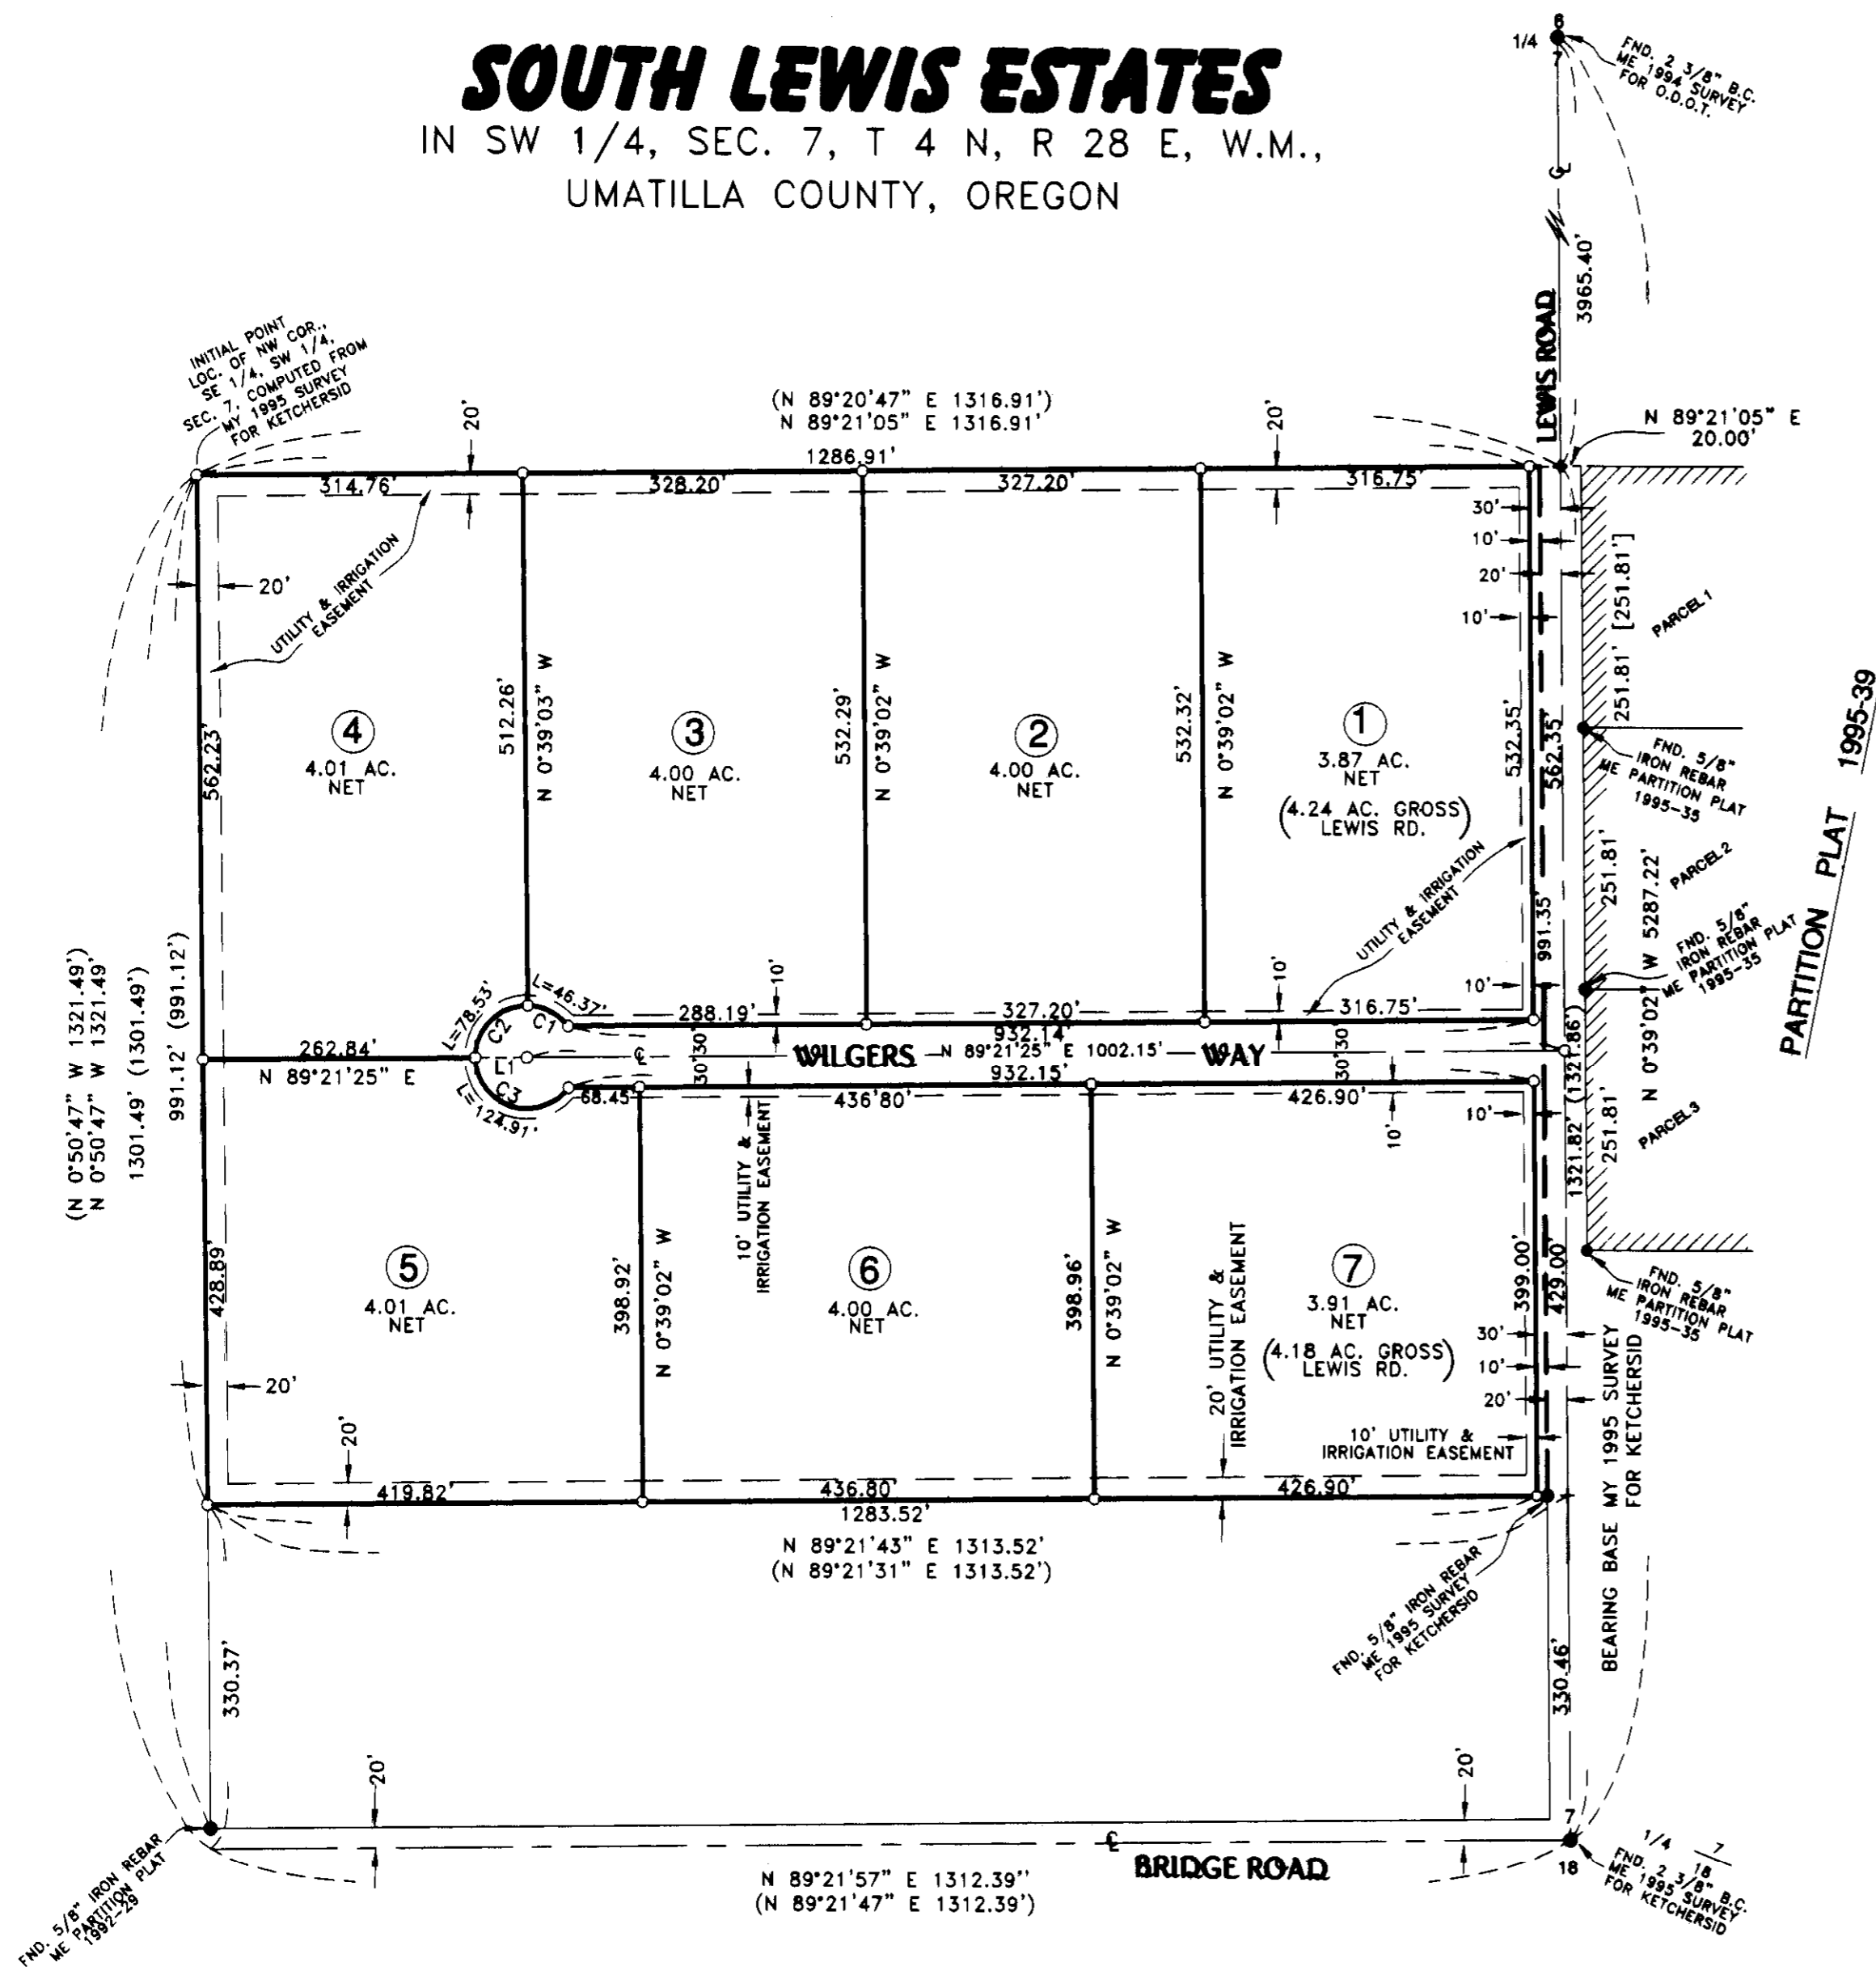 SOUTH LEWIS ESTATES
IN SW 1/4, SEC. 7, T 4 N, R 28 E, W.M.,
UMATILLA COUNTY, OREGON
6
1/4
7
FND. 2 3/8" B.C.
ME 1994 SURVEY
FOR O.D.O.T.
3965.40'
LEWIS ROAD
INITIAL POINT
LOC. OF NW COR.,
SE 1/4, SW 1/4,
SEC. 7, COMPUTED FROM
MY 1995 SURVEY
FOR KETCHERSID
(N 89°20'47" E 1316.91')
N 89°21'05" E 1316.91'
1286.91'
20'
20'
N 89°21'05" E
20.00'
314.76'
328.20'
327.20'
316.75'
30'
10'
20'
10'
20'
UTILITY & IRRIGATION
EASEMENT
251.81' [251.81']
PARCEL 1
562.23'
512.26'
N 0°39'03" W
532.29'
N 0°39'02" W
532.32'
N 0°39'02" W
532.35'
562.35'
4
4.01 AC.
NET
3
4.00 AC.
NET
2
4.00 AC.
NET
1
3.87 AC.
NET
(4.24 AC. GROSS)
LEWIS RD.
UTILITY & IRRIGATION
EASEMENT
FND. 5/8"
IRON REBAR
ME PARTITION PLAT
1995-35
PARTITION PLAT 1995-39
251.81'
PARCEL 2
N 0°39'02" W 5287.22'
991.35'
FND. 5/8"
IRON REBAR
ME PARTITION PLAT
1995-35
(N 0°50'47" W 1321.49')
N 0°50'47" W 1321.49'
1301.49' (1301.49')
991.12' (991.12')
L=78.53'
L=46.37'
C2
C1
288.19'
10'
327.20'
932.14'
10'
316.75'
10'
262.84'
N 89°21'25" E
L1
C3
L=124.91'
℄
30'
30'
WILGERS
N 89°21'25" E 1002.15'
WAY
30'
30'
932.15'
68.45'
436'80'
426.90'
10'
10'
1321.82' (1321.86')
251.81'
PARCEL 3
10' UTILITY &
IRRIGATION EASEMENT
428.89'
5
4.01 AC.
NET
398.92'
N 0°39'02" W
6
4.00 AC.
NET
398.96'
N 0°39'02" W
20' UTILITY &
IRRIGATION EASEMENT
7
3.91 AC.
NET
(4.18 AC. GROSS)
LEWIS RD.
399.00'
429.00'
30'
10'
20'
FND. 5/8"
IRON REBAR
ME PARTITION PLAT
1995-35
20'
20'
10' UTILITY &
IRRIGATION EASEMENT
BEARING BASE MY 1995 SURVEY
FOR KETCHERSID
419.82'
436.80'
426.90'
1283.52'
N 89°21'43" E 1313.52'
(N 89°21'31" E 1313.52')
FND. 5/8" IRON REBAR
ME 1995 SURVEY
FOR KETCHERSID
330.37'
330.46'
20'
20'
℄
BRIDGE ROAD
7
18
1/4
7
18
FND. 2 3/8" B.C.
ME 1995 SURVEY
FOR KETCHERSID
N 89°21'57" E 1312.39''
(N 89°21'47" E 1312.39')
FND. 5/8" IRON REBAR
ME PARTITION PLAT
1992-29